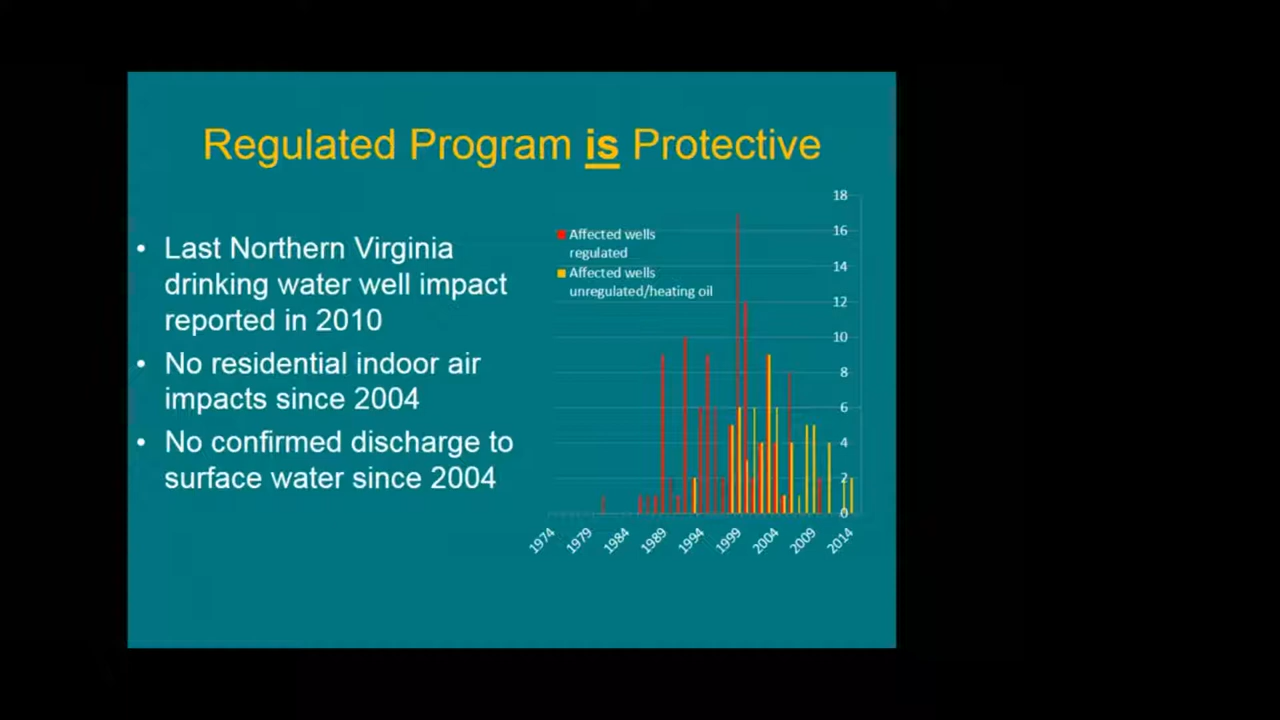 Regulated Program is Protective
• Last Northern Virginia
drinking water well impact
reported in 2010
• No residential indoor air
impacts since 2004
• No confirmed discharge to
surface water since 2004
Affected wells
regulated
Affected wells
unregulated/heating oil
18
16
14
12
10
8
6
4
2
0
1974
1979
1984
1989
1994
1999
2004
2009
2014